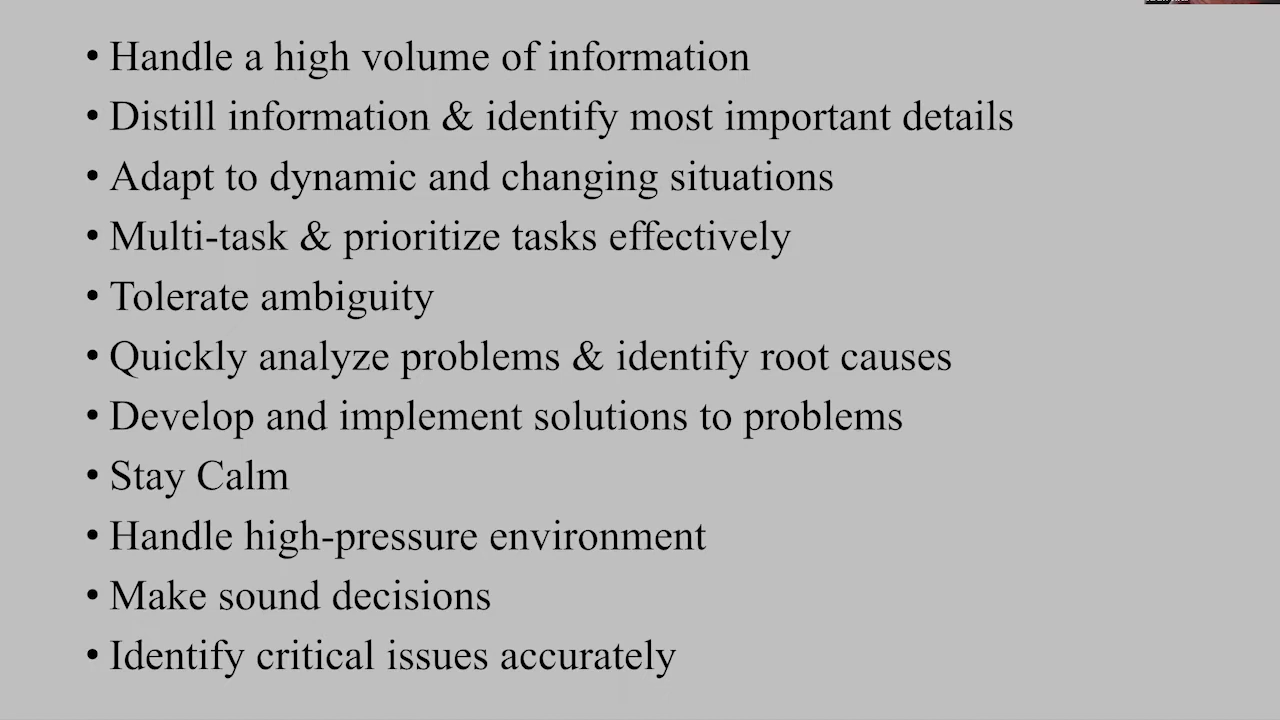 • Handle a high volume of information
• Distill information & identify most important details
• Adapt to dynamic and changing situations
• Multi-task & prioritize tasks effectively
• Tolerate ambiguity
• Quickly analyze problems & identify root causes
• Develop and implement solutions to problems
• Stay Calm
• Handle high-pressure environment
• Make sound decisions
• Identify critical issues accurately